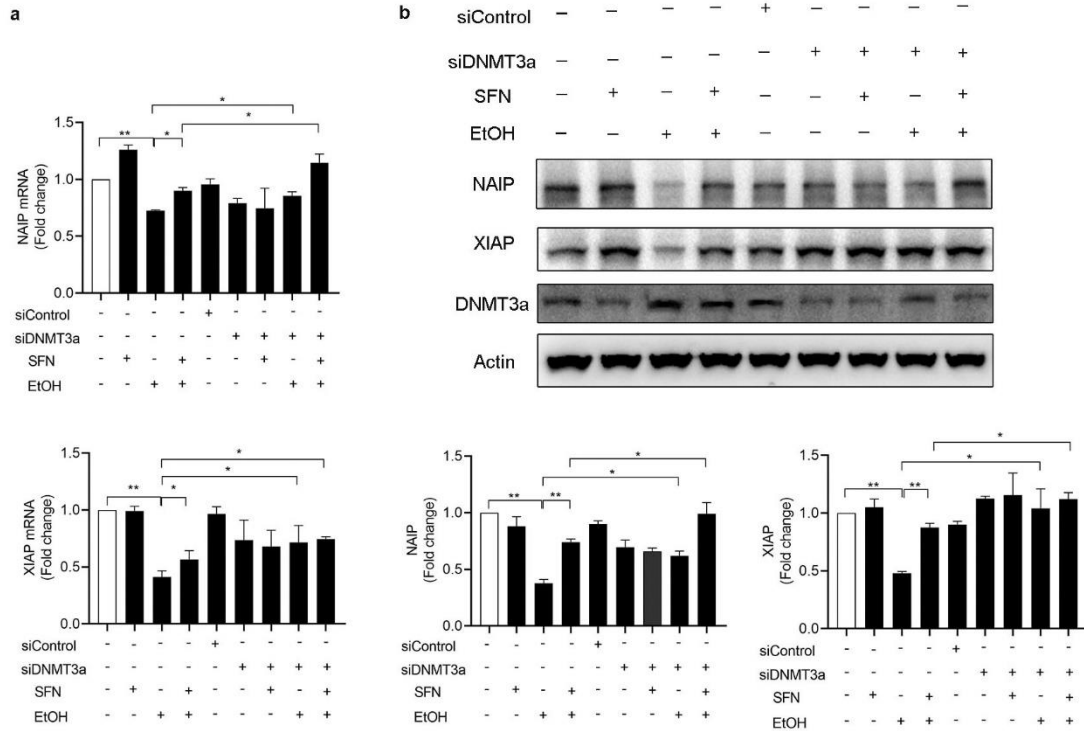 a
*
*
** *
1.5
1.0
0.5
0.0
NAIP mRNA
(Fold change)
siControl - - - - + - - - -
siDNMT3a - - - - - + + + +
SFN - + - + - - + - +
EtOH - - + + - - - + +
b
siControl - - - - + - - - -
siDNMT3a - - - - - + + + +
SFN - + - + - - + - +
EtOH - - + + - - - + +
NAIP
XIAP
DNMT3a
Actin
*
*
** *
1.5
1.0
0.5
0.0
XIAP mRNA
(Fold change)
siControl - - - - + - - - -
siDNMT3a - - - - - + + + +
SFN - + - + - - + - +
EtOH - - + + - - - + +
*
*
** **
1.5
1.0
0.5
0.0
NAIP
(Fold change)
siControl - - - - + - - - -
siDNMT3a - - - - - + + + +
SFN - + - + - - + - +
EtOH - - + + - - - + +
*
*
** **
1.5
1.0
0.5
0.0
XIAP
(Fold change)
siControl - - - - + - - - -
siDNMT3a - - - - - + + + +
SFN - + - + - - + - +
EtOH - - + + - - - + +